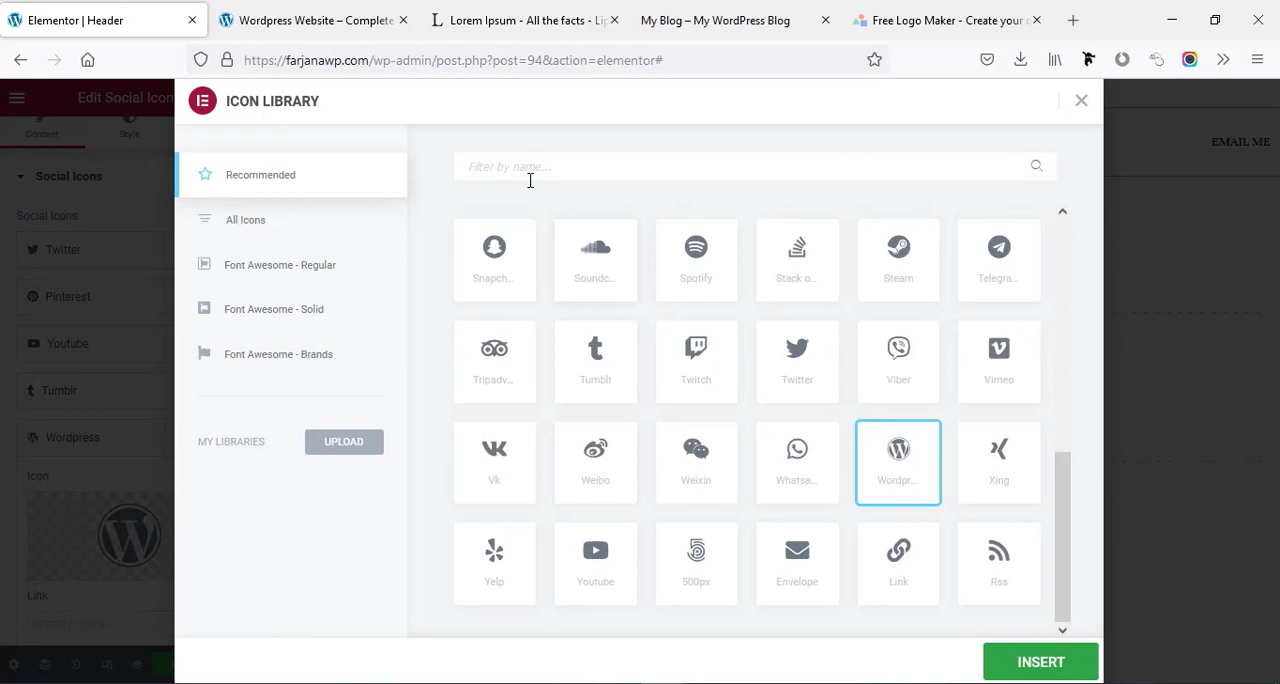 Elementor | Header
Wordpress Website – Complete
Lorem Ipsum - All the facts - Lip
My Blog – My WordPress Blog
Free Logo Maker - Create your o
https://farjanawp.com/wp-admin/post.php?post=94&action=elementor#
Edit Social Icon
ICON LIBRARY
Content
Style
EMAIL ME
Filter by name...
Recommended
Social Icons
Social Icons
All Icons
Twitter
Font Awesome - Regular
Snapch...
Soundc...
Spotify
Stack o...
Steam
Telegra...
Pinterest
Font Awesome - Solid
Youtube
Font Awesome - Brands
Tripadv...
Tumblr
Twitch
Twitter
Viber
Vimeo
Tumblr
Wordpress
MY LIBRARIES
UPLOAD
Icon
Vk
Weibo
Weixin
Whatsa...
Wordpr...
Xing
Yelp
Youtube
500px
Envelope
Link
Rss
Link
INSERT